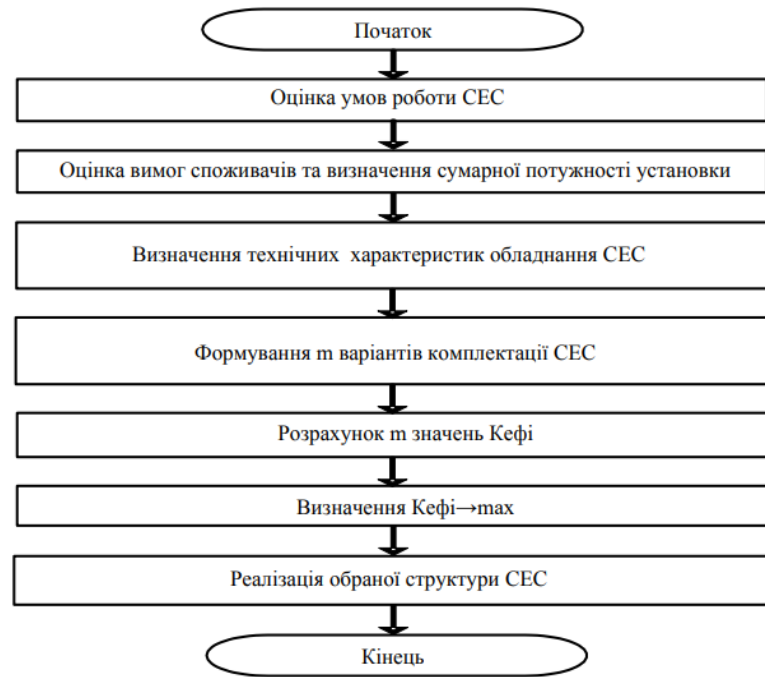 Початок
Оцінка умов роботи СЕС
Оцінка вимог споживачів та визначення сумарної потужності установки
Визначення технічних характеристик обладнання СЕС
Формування m варіантів комплектації СЕС
Розрахунок m значень Кефі
Визначення Кефі→max
Реалізація обраної структури СЕС
Кінець